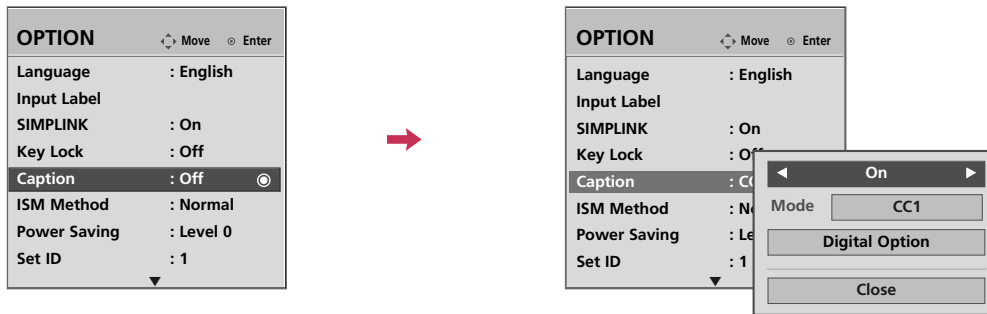 OPTION Move Enter
Language : English
Input Label
SIMPLINK : On
Key Lock : Off
Caption : Off
ISM Method : Normal
Power Saving : Level 0
Set ID : 1
OPTION Move Enter
Language : English
Input Label
SIMPLINK : On
Key Lock
Caption
ISM Method
Power Saving
Set ID : 1
On
Mode CC1
Digital Option
Close